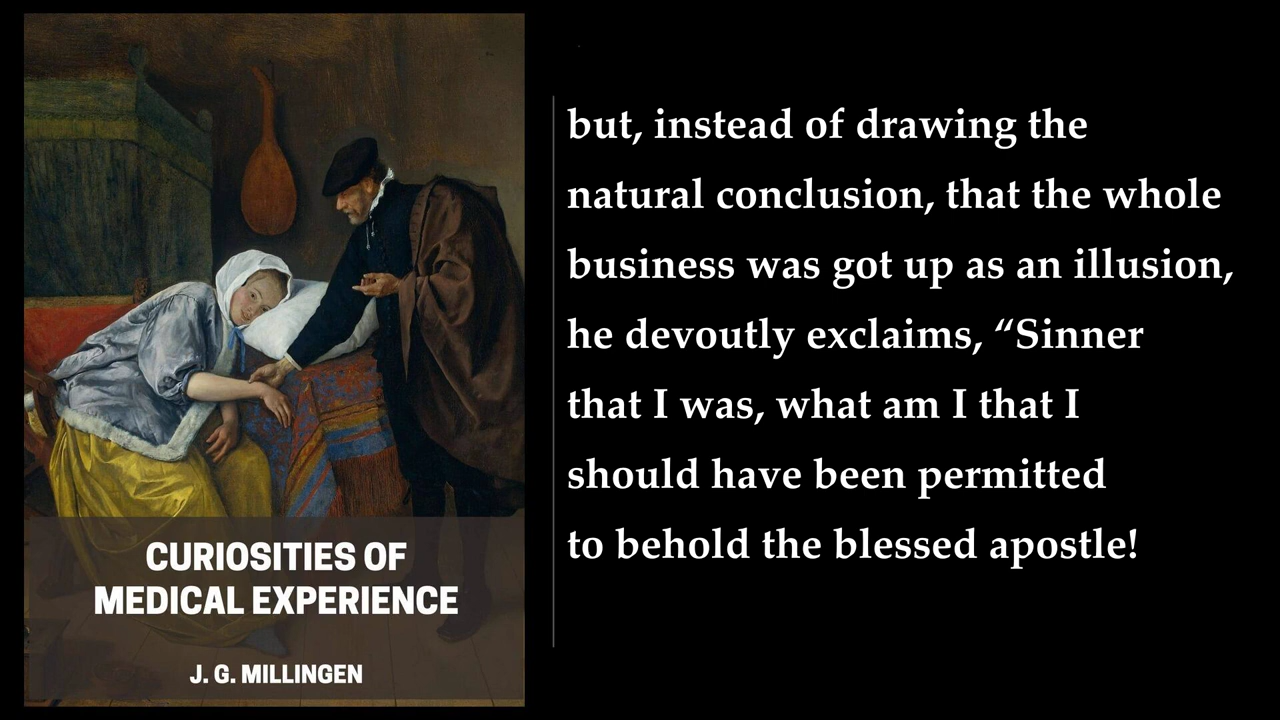 CURIOSITIES OF
MEDICAL EXPERIENCE
J. G. MILLINGEN
but, instead of drawing the
natural conclusion, that the whole
business was got up as an illusion,
he devoutly exclaims, “Sinner
that I was, what am I that I
should have been permitted
to behold the blessed apostle!